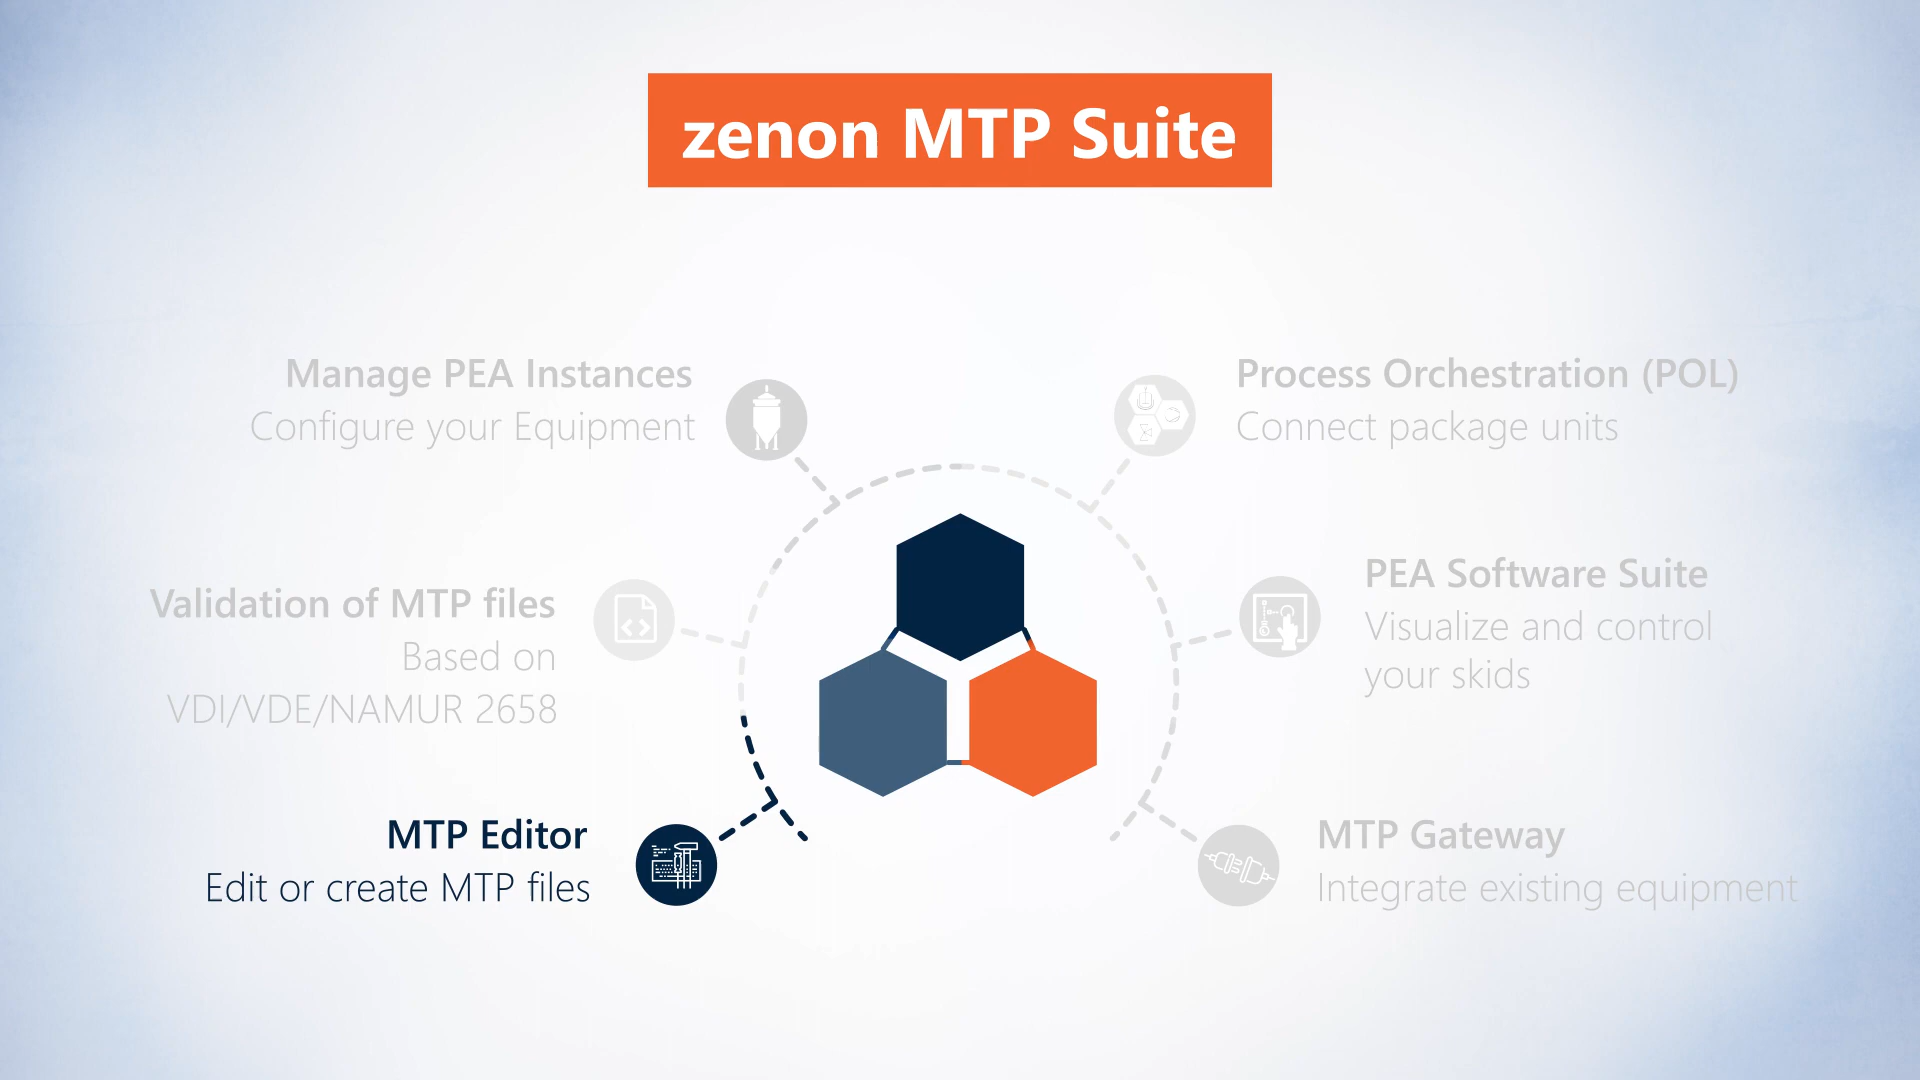 zenon MTP Suite
Manage PEA Instances
Configure your Equipment
Validation of MTP files
Based on
VDI/VDE/NAMUR 2658
MTP Editor
Edit or create MTP files
Process Orchestration (POL)
Connect package units
PEA Software Suite
Visualize and control
your skids
MTP Gateway
Integrate existing equipment